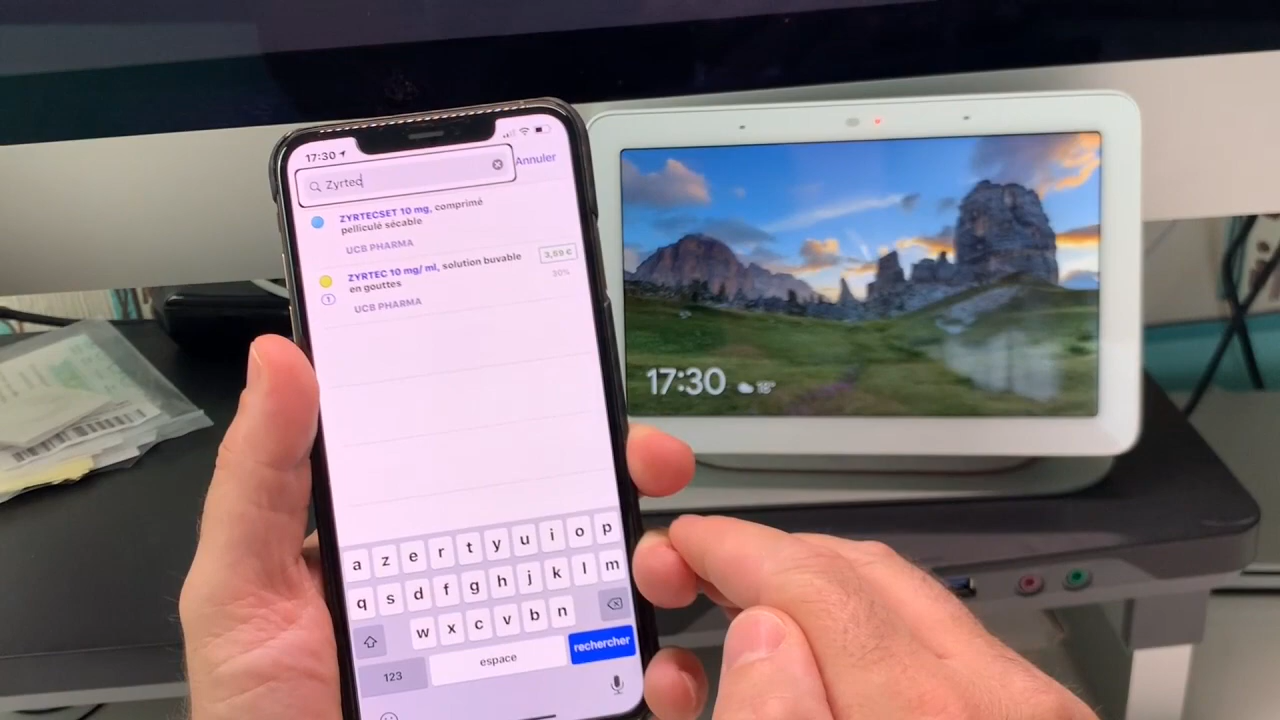 17:30
Zyrtec
Annuler
ZYRTECSET 10 mg, comprimé
pelliculé sécable
UCB PHARMA
ZYRTEC 10 mg/ ml, solution buvable
en gouttes
3,59 €
30%
1
UCB PHARMA
a z e r t y u i o p
q s d f g h j k l m
w x c v b n
123
espace
rechercher
17:30
18°